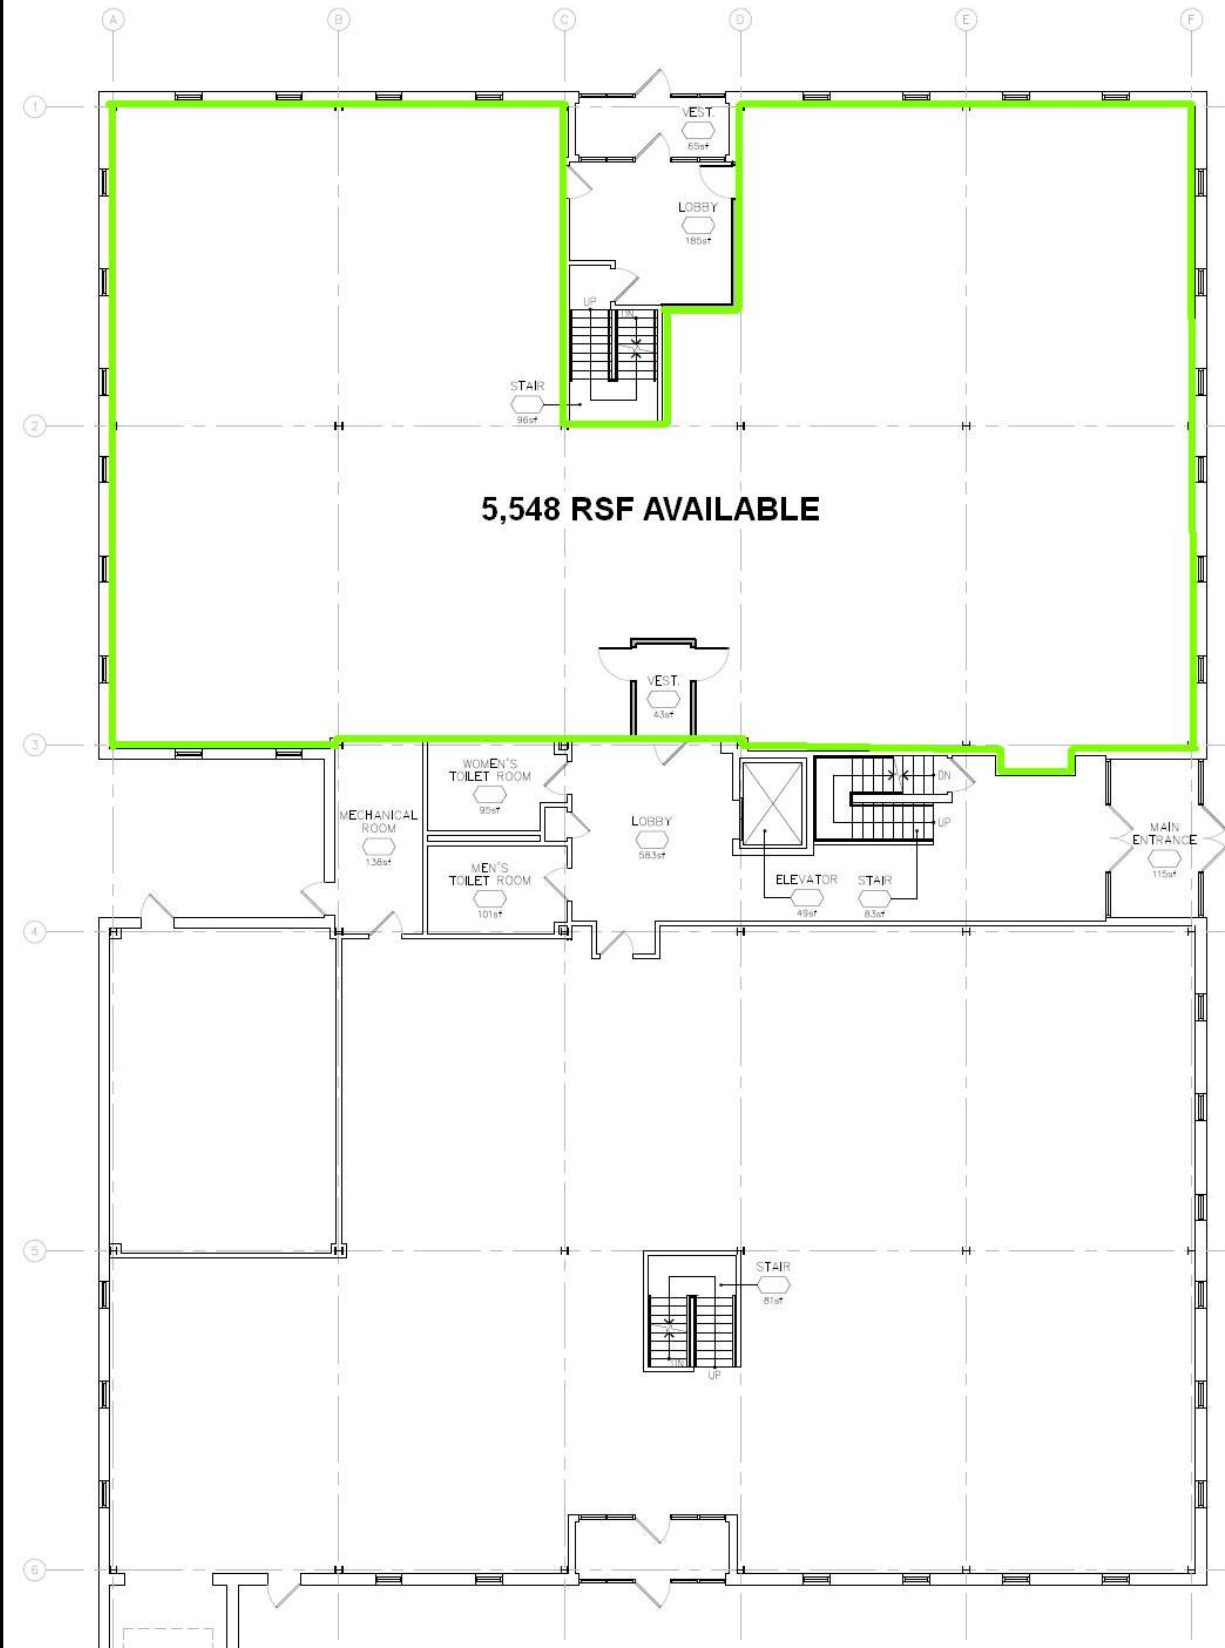 A B C D E F
1
VEST.
65sf
LOBBY
185sf
UP
DN
STAIR
96sf
2
5,548 RSF AVAILABLE
VEST.
43sf
3
WOMEN'S
TOILET ROOM
95sf
DN
MECHANICAL
ROOM
138sf
LOBBY
583sf
UP
MAIN
ENTRANCE
115sf
MEN'S
TOILET ROOM
101sf
ELEVATOR
49sf
STAIR
83sf
4
5
STAIR
81sf
DN
UP
6